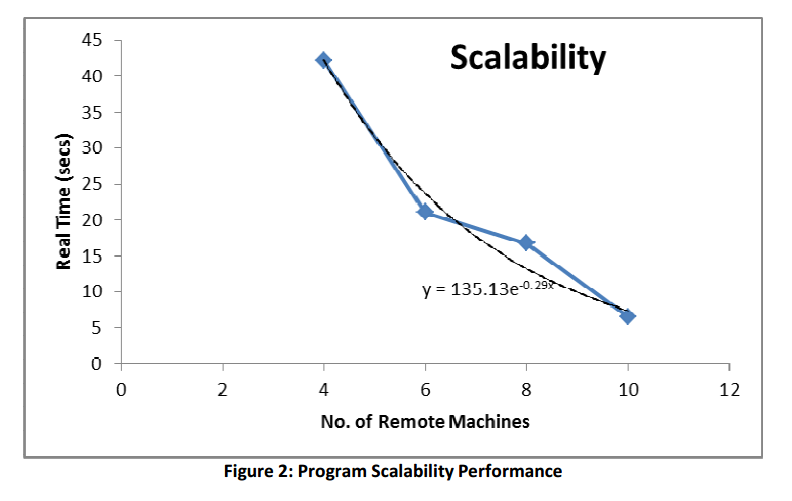 Scalability
45
40
35
30
25
20
15
10
5
0
Real Time (secs)
y = 135.13e^-0.29x
0 2 4 6 8 10 12
No. of Remote Machines
Figure 2: Program Scalability Performance